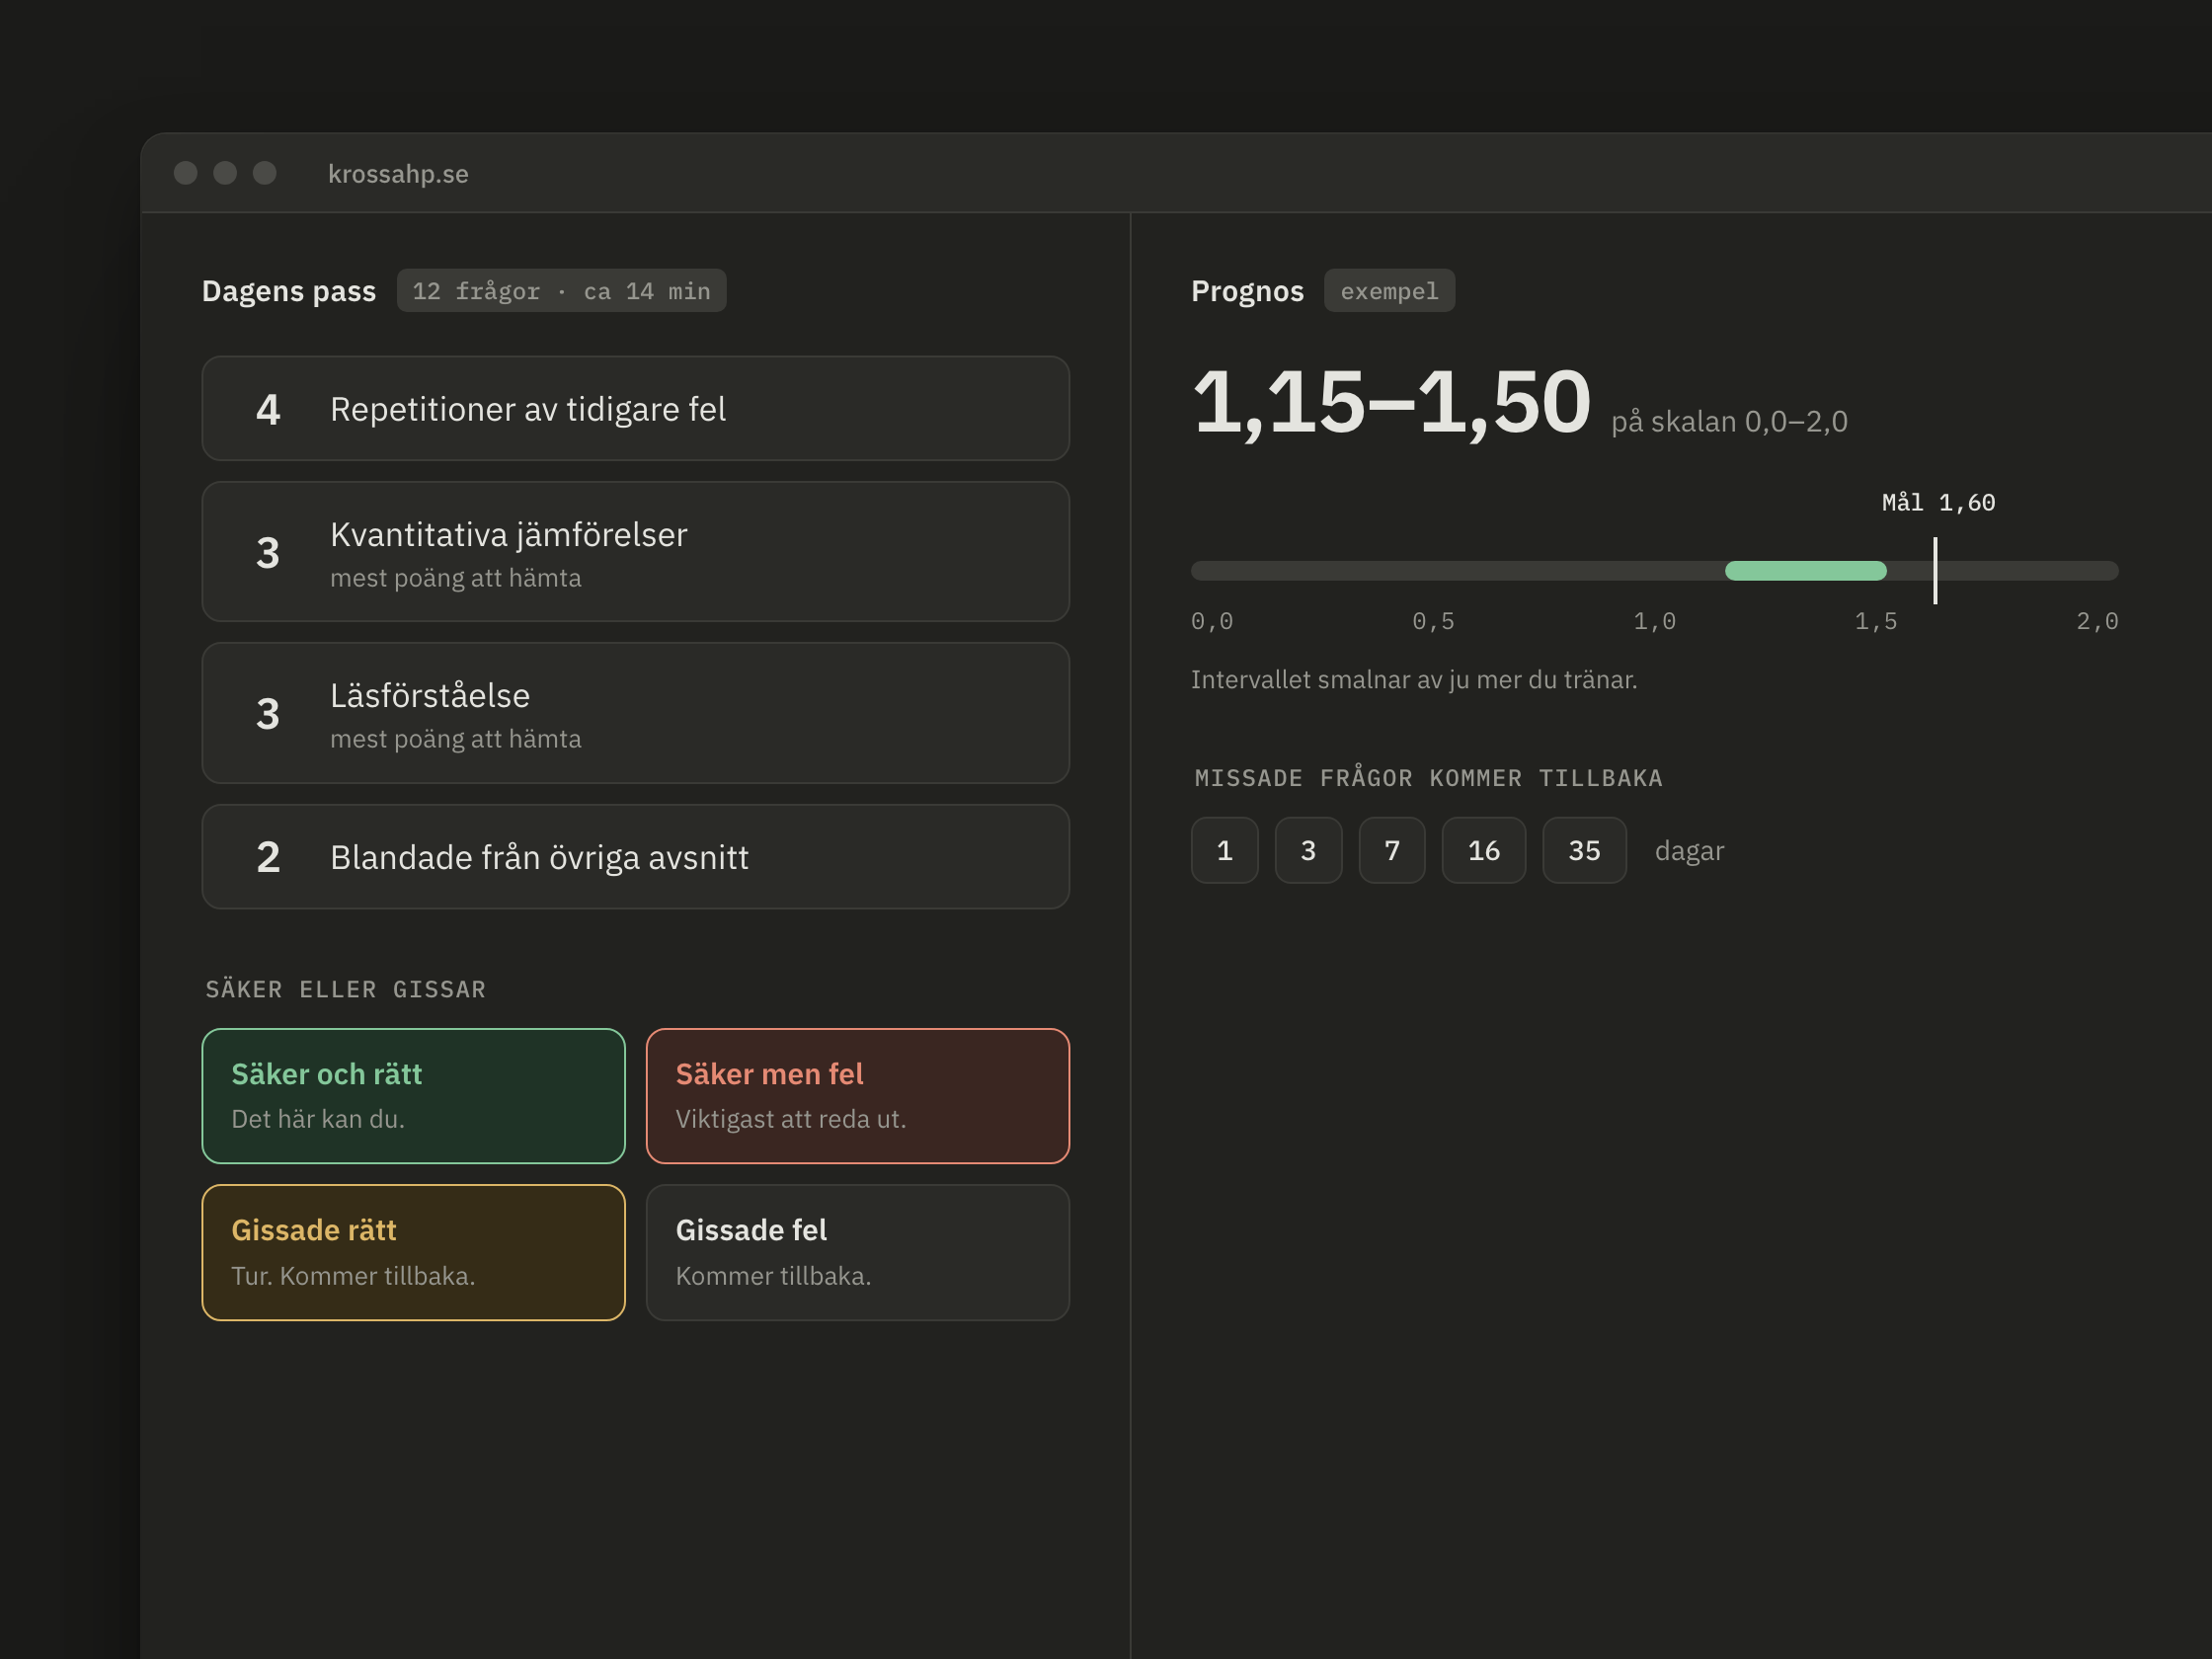 krossahp.se
Dagens pass
12 frågor · ca 14 min
4
Repetitioner av tidigare fel
3
Kvantitativa jämförelser
mest poäng att hämta
3
Läsförståelse
mest poäng att hämta
2
Blandade från övriga avsnitt
SÄKER ELLER GISSAR
Säker och rätt
Det här kan du.
Säker men fel
Viktigast att reda ut.
Gissade rätt
Tur. Kommer tillbaka.
Gissade fel
Kommer tillbaka.
Prognos
exempel
1,15–1,50 på skalan 0,0–2,0
Mål 1,60
0,0 0,5 1,0 1,5 2,0
Intervallet smalnar av ju mer du tränar.
MISSADE FRÅGOR KOMMER TILLBAKA
1 3 7 16 35 dagar